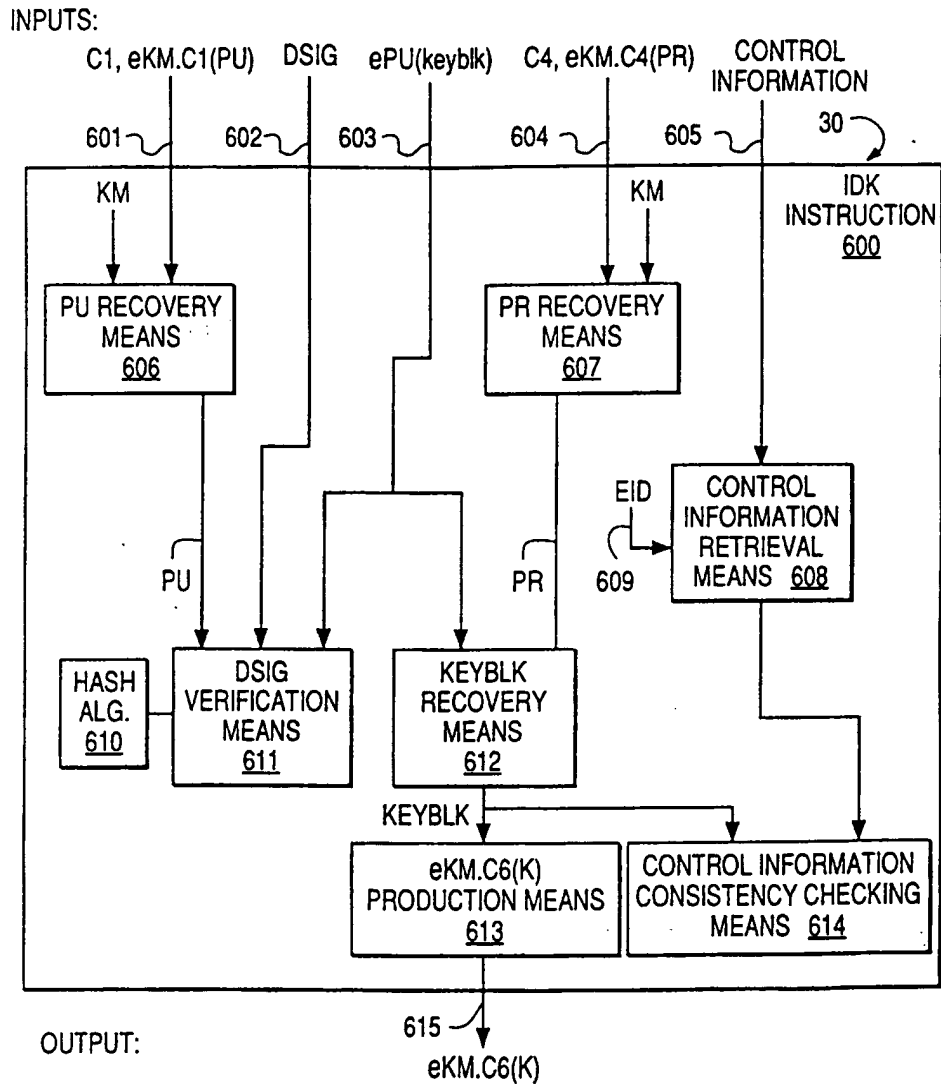 INPUTS:
C1, eKM.C1(PU)
DSIG
ePU(keyblk)
C4, eKM.C4(PR)
CONTROL
INFORMATION
601
602
603
604
605
30
KM
KM
IDK
INSTRUCTION
600
PU RECOVERY
MEANS
606
PR RECOVERY
MEANS
607
EID
609
CONTROL
INFORMATION
RETRIEVAL
MEANS 608
PU
PR
HASH
ALG.
610
DSIG
VERIFICATION
MEANS
611
KEYBLK
RECOVERY
MEANS
612
KEYBLK
eKM.C6(K)
PRODUCTION MEANS
613
CONTROL INFORMATION
CONSISTENCY CHECKING
MEANS 614
615
OUTPUT:
eKM.C6(K)